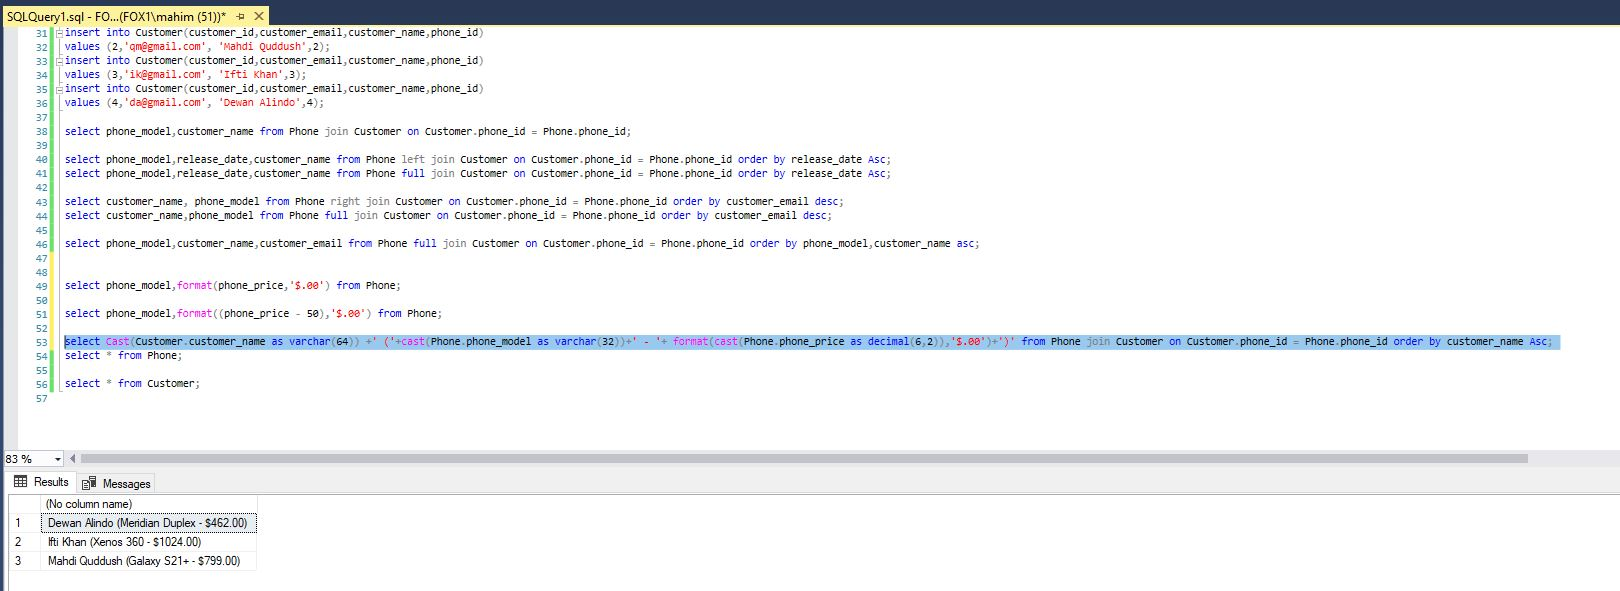 SQLQuery1.sql - FO...(FOX1\mahim (51))*
31 insert into Customer(customer_id,customer_email,customer_name,phone_id)
32 values (2,'qm@gmail.com', 'Mahdi Quddush',2);
33 insert into Customer(customer_id,customer_email,customer_name,phone_id)
34 values (3,'ik@gmail.com', 'Ifti Khan',3);
35 insert into Customer(customer_id,customer_email,customer_name,phone_id)
36 values (4,'da@gmail.com', 'Dewan Alindo',4);
37
38 select phone_model,customer_name from Phone join Customer on Customer.phone_id = Phone.phone_id;
39
40 select phone_model,release_date,customer_name from Phone left join Customer on Customer.phone_id = Phone.phone_id order by release_date Asc;
41 select phone_model,release_date,customer_name from Phone full join Customer on Customer.phone_id = Phone.phone_id order by release_date Asc;
42
43 select customer_name, phone_model from Phone right join Customer on Customer.phone_id = Phone.phone_id order by customer_email desc;
44 select customer_name,phone_model from Phone full join Customer on Customer.phone_id = Phone.phone_id order by customer_email desc;
45
46 select phone_model,customer_name,customer_email from Phone full join Customer on Customer.phone_id = Phone.phone_id order by phone_model,customer_name asc;
47
48
49 select phone_model,format(phone_price,'$.00') from Phone;
50
51 select phone_model,format((phone_price - 50),'$.00') from Phone;
52
53 select Cast(Customer.customer_name as varchar(64)) +' ('+cast(Phone.phone_model as varchar(32))+' - '+ format(cast(Phone.phone_price as decimal(6,2)),'$.00')+')' from Phone join Customer on Customer.phone_id = Phone.phone_id order by customer_name Asc;
54 select * from Phone;
55
56 select * from Customer;
57
83 %
Results Messages
(No column name)
1 Dewan Alindo (Meridian Duplex - $462.00)
2 Ifti Khan (Xenos 360 - $1024.00)
3 Mahdi Quddush (Galaxy S21+ - $799.00)